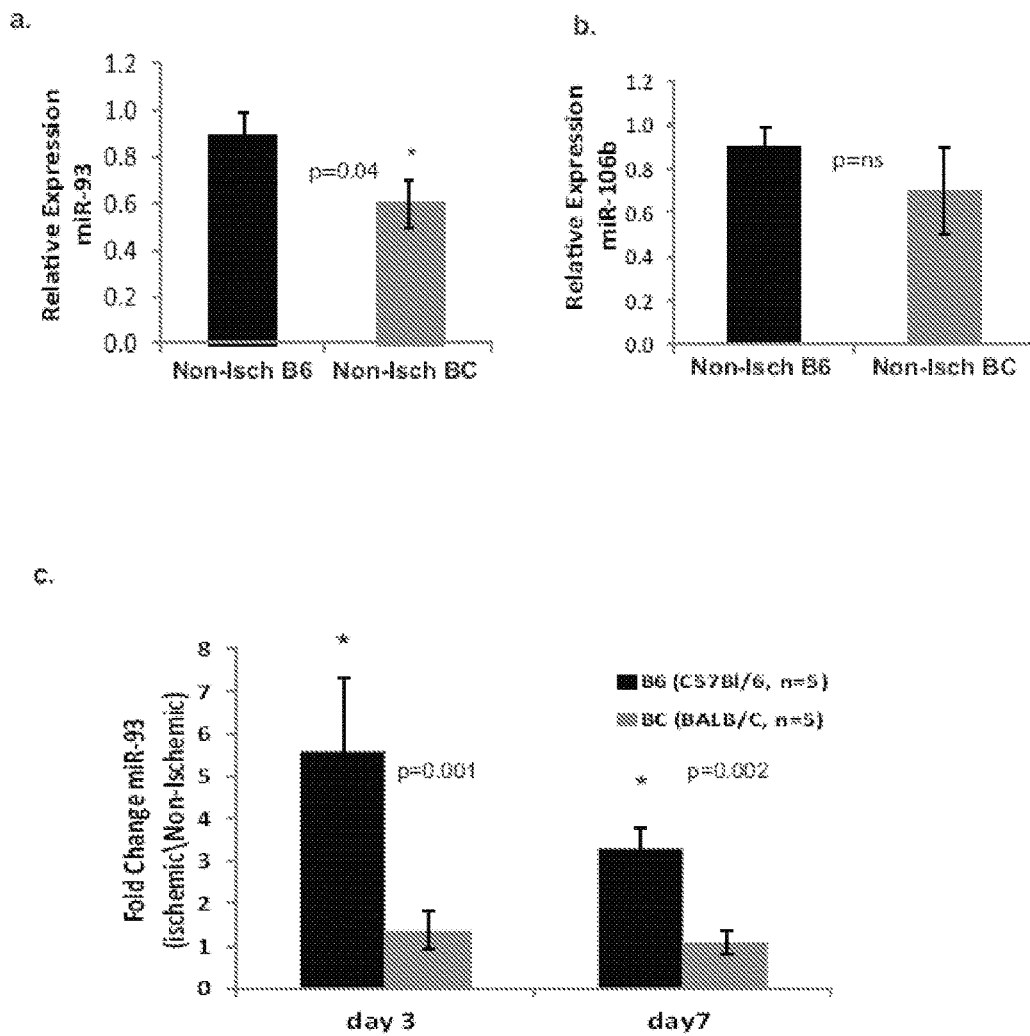 a.
1.2
1.0
0.8
0.6
0.4
0.2
0.0
Relative Expression
miR-93
p=0.04
*
Non-Isch B6
Non-Isch BC
b.
1.2
1.0
0.8
0.6
0.4
0.2
0.0
Relative Expression
miR-106b
p=ns
Non-Isch B6
Non-Isch BC
c.
8
7
6
5
4
3
2
1
0
Fold Change miR-93
(ischemic\Non-Ischemic)
*
p=0.001
B6 (C57Bl/6, n=5)
BC (BALB/C, n=5)
*
p=0.002
day 3
day7